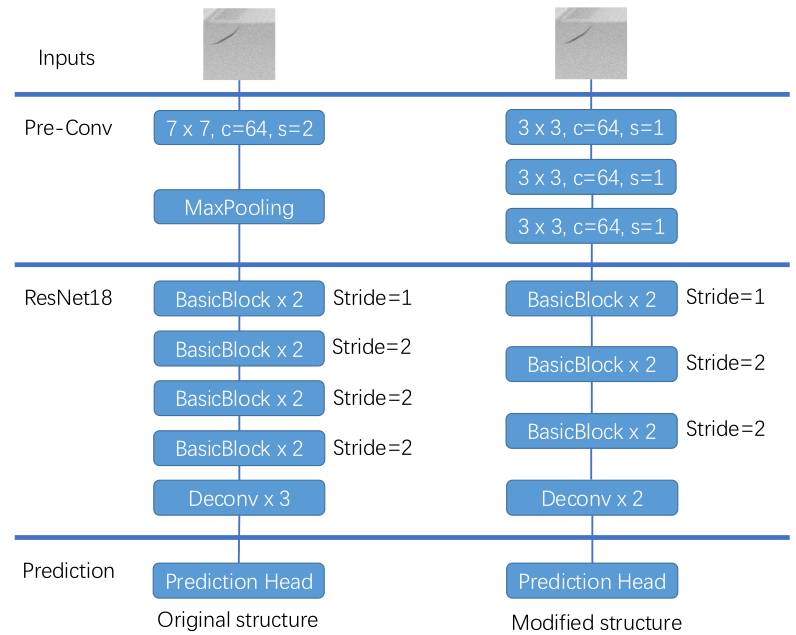 Inputs
Pre-Conv
7 x 7, c=64, s=2
3 x 3, c=64, s=1
3 x 3, c=64, s=1
MaxPooling
3 x 3, c=64, s=1
ResNet18
BasicBlock x 2
Stride=1
BasicBlock x 2
Stride=1
BasicBlock x 2
Stride=2
BasicBlock x 2
Stride=2
BasicBlock x 2
Stride=2
BasicBlock x 2
Stride=2
BasicBlock x 2
Stride=2
Deconv x 3
Deconv x 2
Prediction
Prediction Head
Prediction Head
Original structure
Modified structure